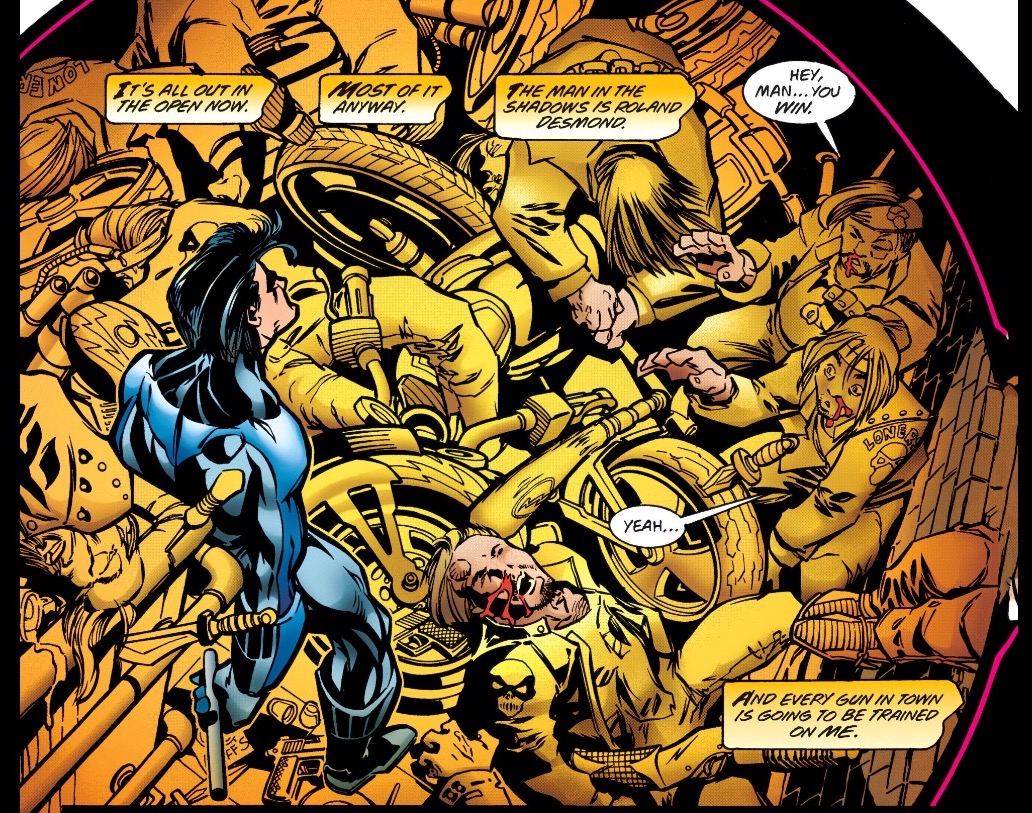 IT'S ALL OUT IN
THE OPEN NOW.
MOST OF IT
ANYWAY.
THE MAN IN THE
SHADOWS IS ROLAND
DESMOND.
HEY,
MAN...YOU
WIN.
YEAH...
AND EVERY GUN IN TOWN
IS GOING TO BE TRAINED
ON ME.
LONER
LONER